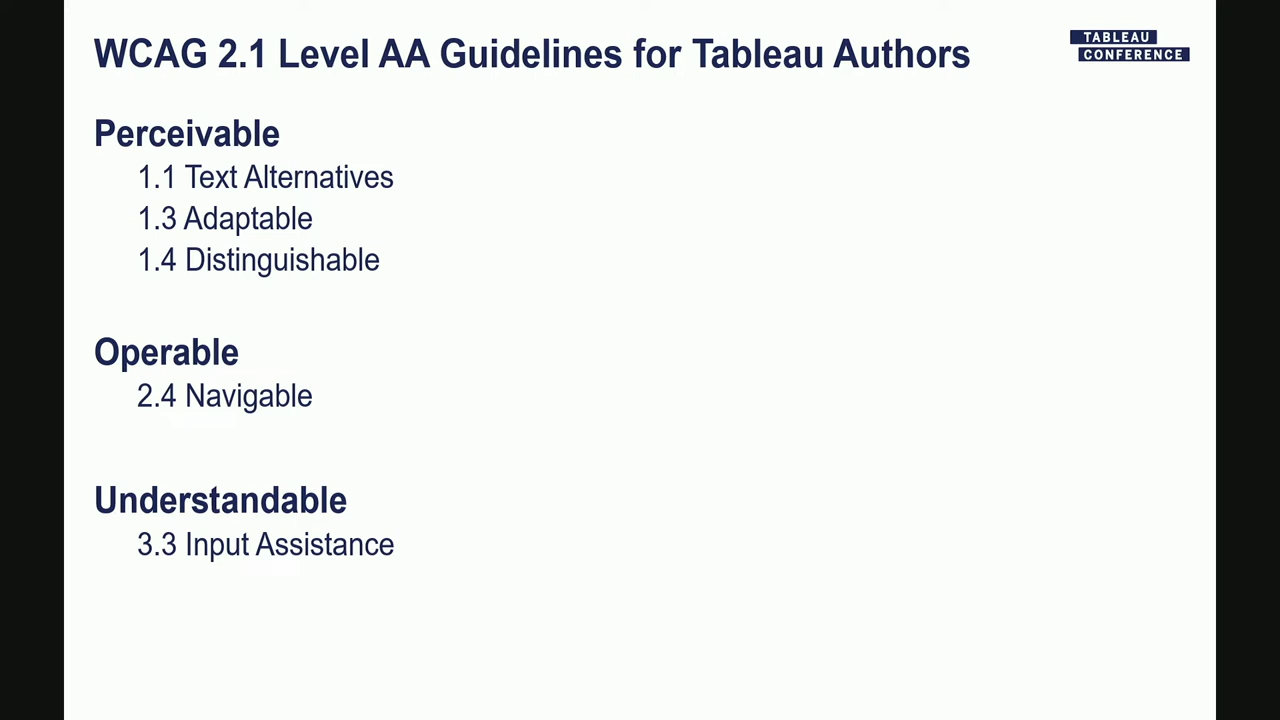 WCAG 2.1 Level AA Guidelines for Tableau Authors
TABLEAU
CONFERENCE
Perceivable
1.1 Text Alternatives
1.3 Adaptable
1.4 Distinguishable
Operable
2.4 Navigable
Understandable
3.3 Input Assistance